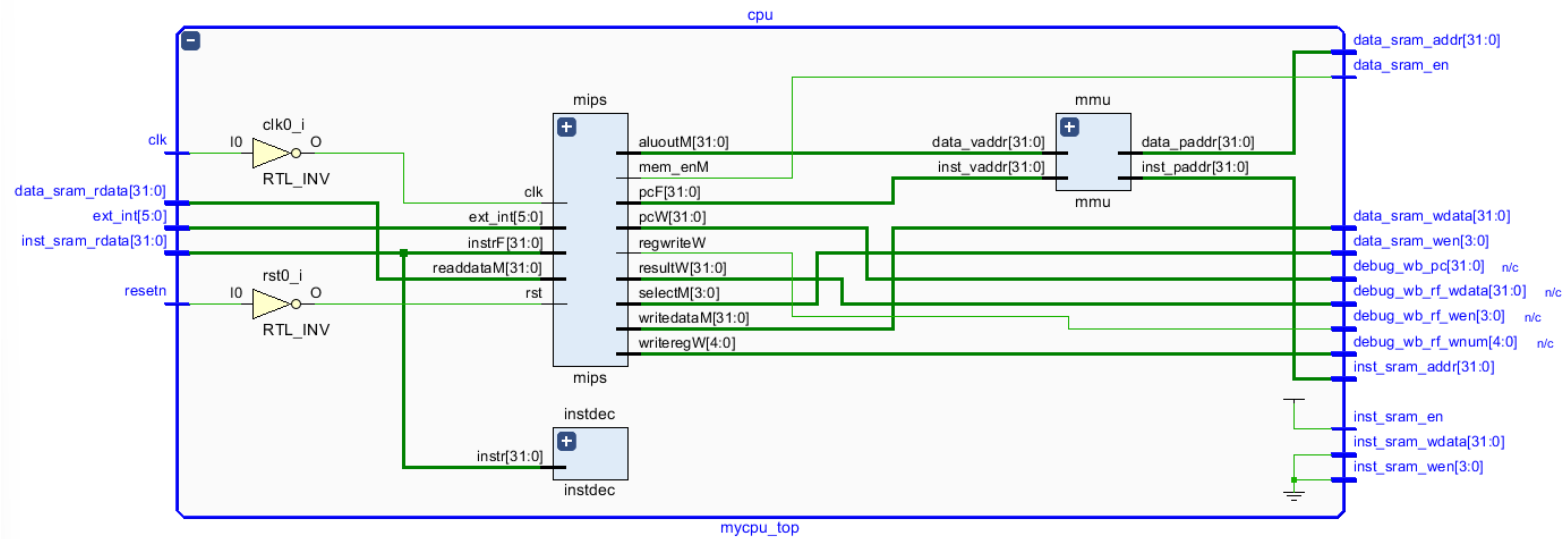 cpu
clk
data_sram_rdata[31:0]
ext_int[5:0]
inst_sram_rdata[31:0]
resetn
clk0_i
I0
O
RTL_INV
rst0_i
I0
O
RTL_INV
mips
clk
ext_int[5:0]
instrF[31:0]
readdataM[31:0]
rst
aluoutM[31:0]
mem_enM
pcF[31:0]
pcW[31:0]
regwriteW
resultW[31:0]
selectM[3:0]
writedataM[31:0]
writeregW[4:0]
mips
instdec
instr[31:0]
instdec
mmu
data_vaddr[31:0]
inst_vaddr[31:0]
data_paddr[31:0]
inst_paddr[31:0]
mmu
data_sram_addr[31:0]
data_sram_en
data_sram_wdata[31:0]
data_sram_wen[3:0]
debug_wb_pc[31:0] n/c
debug_wb_rf_wdata[31:0] n/c
debug_wb_rf_wen[3:0] n/c
debug_wb_rf_wnum[4:0] n/c
inst_sram_addr[31:0]
inst_sram_en
inst_sram_wdata[31:0]
inst_sram_wen[3:0]
mycpu_top